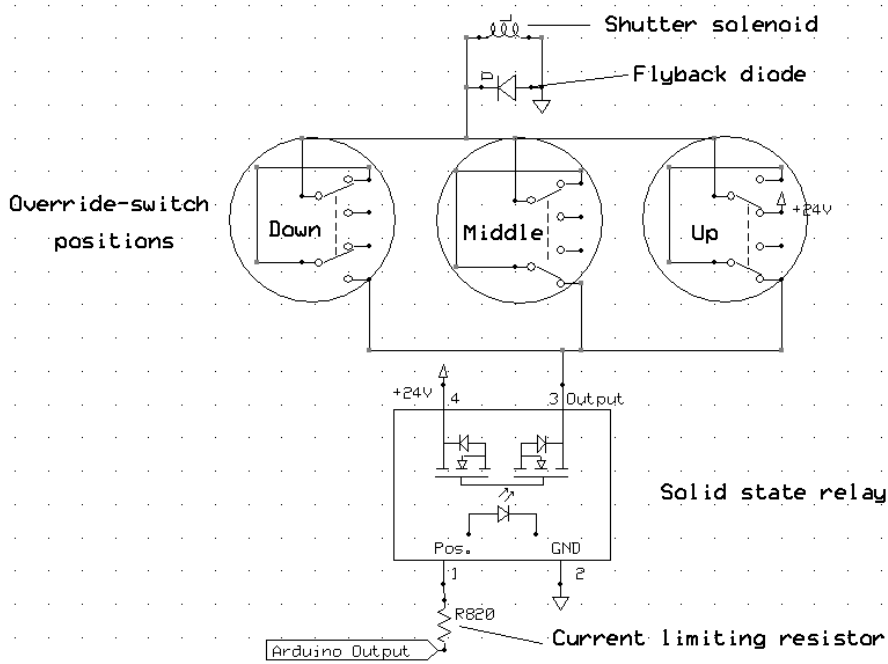 L
Shutter solenoid
D
Flyback diode
Override-switch
positions
Down
Middle
Up
+24V
+24V
4
3 Output
Solid state relay
Pos.
GND
1
2
R820
Current limiting resistor
Arduino Output